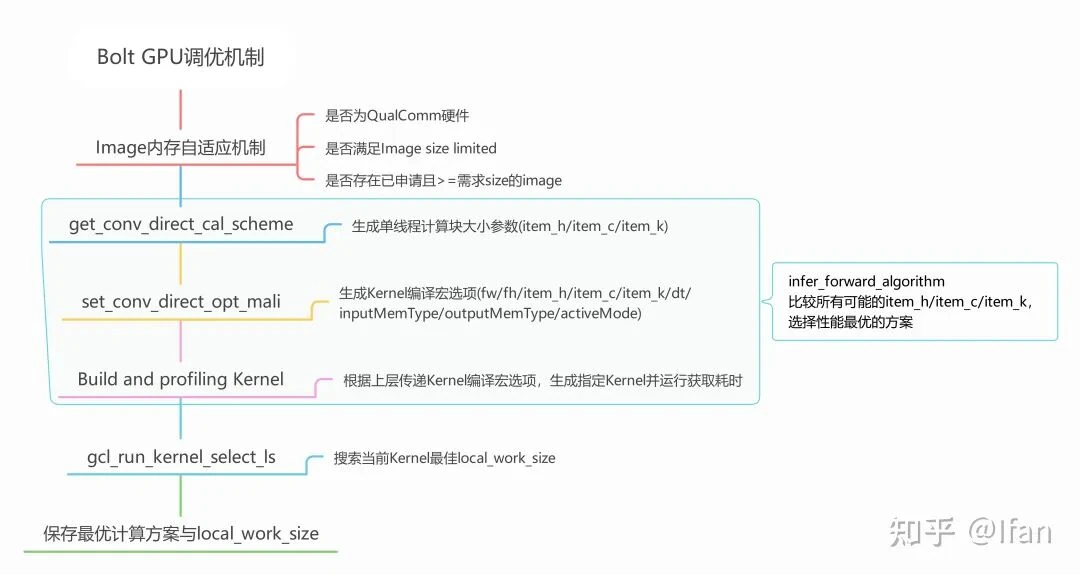 Bolt GPU调优机制
Image内存自适应机制
是否为QualComm硬件
是否满足Image size limited
是否存在已申请且>=需求size的image
get_conv_direct_cal_scheme
生成单线程计算块大小参数(item_h/item_c/item_k)
set_conv_direct_opt_mali
生成Kernel编译宏选项(fw/fh/item_h/item_c/item_k/dt/
inputMemType/outputMemType/activeMode)
infer_forward_algorithm
比较所有可能的item_h/item_c/item_k，
选择性能最优的方案
Build and profiling Kernel
根据上层传递Kernel编译宏选项，生成指定Kernel并运行获取耗时
gcl_run_kernel_select_ls
搜索当前Kernel最佳local_work_size
保存最优计算方案与local_work_size
知乎 @lfan